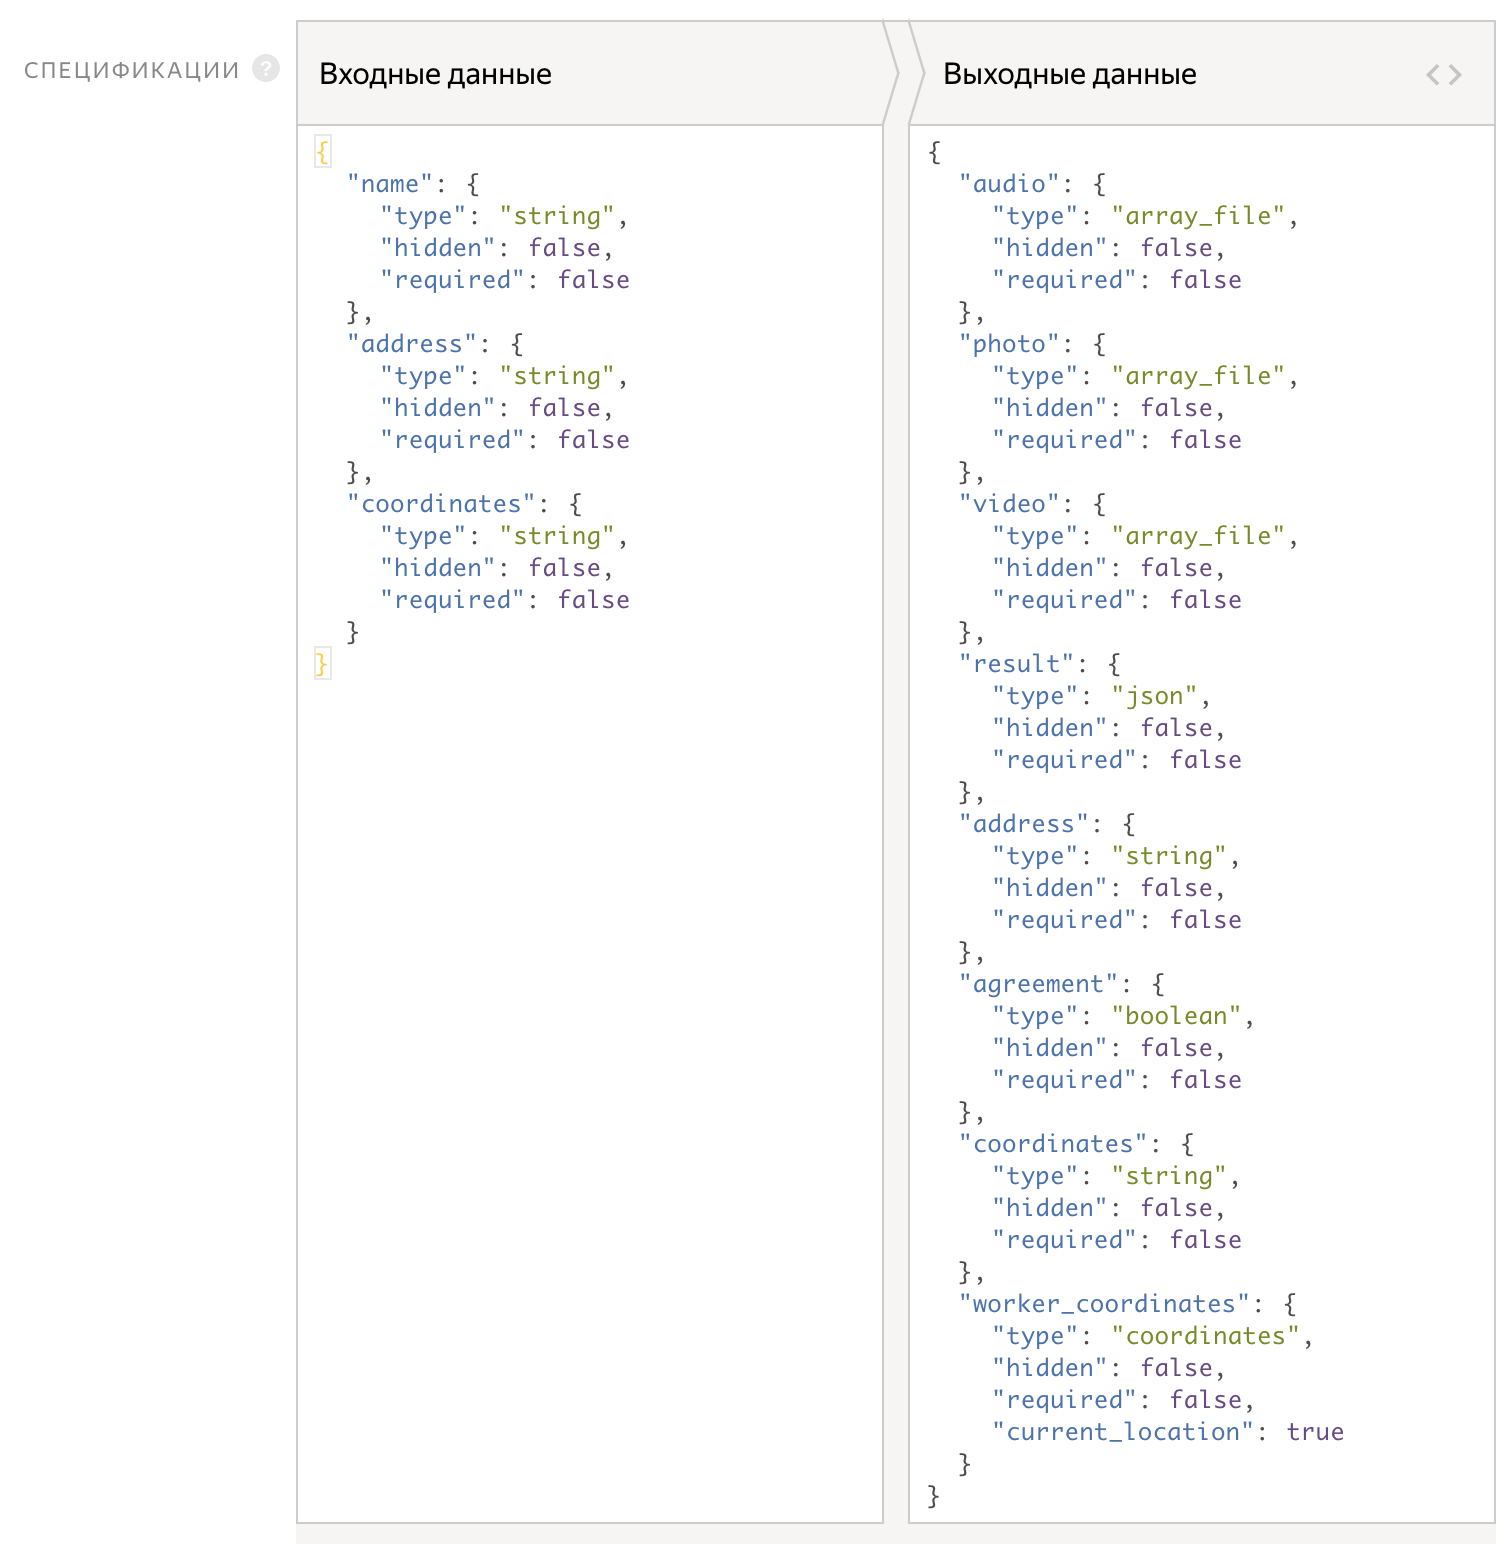 СПЕЦИФИКАЦИИ ?
Входные данные
{
"name": {
"type": "string",
"hidden": false,
"required": false
},
"address": {
"type": "string",
"hidden": false,
"required": false
},
"coordinates": {
"type": "string",
"hidden": false,
"required": false
}
}
Выходные данные <>
{
"audio": {
"type": "array_file",
"hidden": false,
"required": false
},
"photo": {
"type": "array_file",
"hidden": false,
"required": false
},
"video": {
"type": "array_file",
"hidden": false,
"required": false
},
"result": {
"type": "json",
"hidden": false,
"required": false
},
"address": {
"type": "string",
"hidden": false,
"required": false
},
"agreement": {
"type": "boolean",
"hidden": false,
"required": false
},
"coordinates": {
"type": "string",
"hidden": false,
"required": false
},
"worker_coordinates": {
"type": "coordinates",
"hidden": false,
"required": false,
"current_location": true
}
}